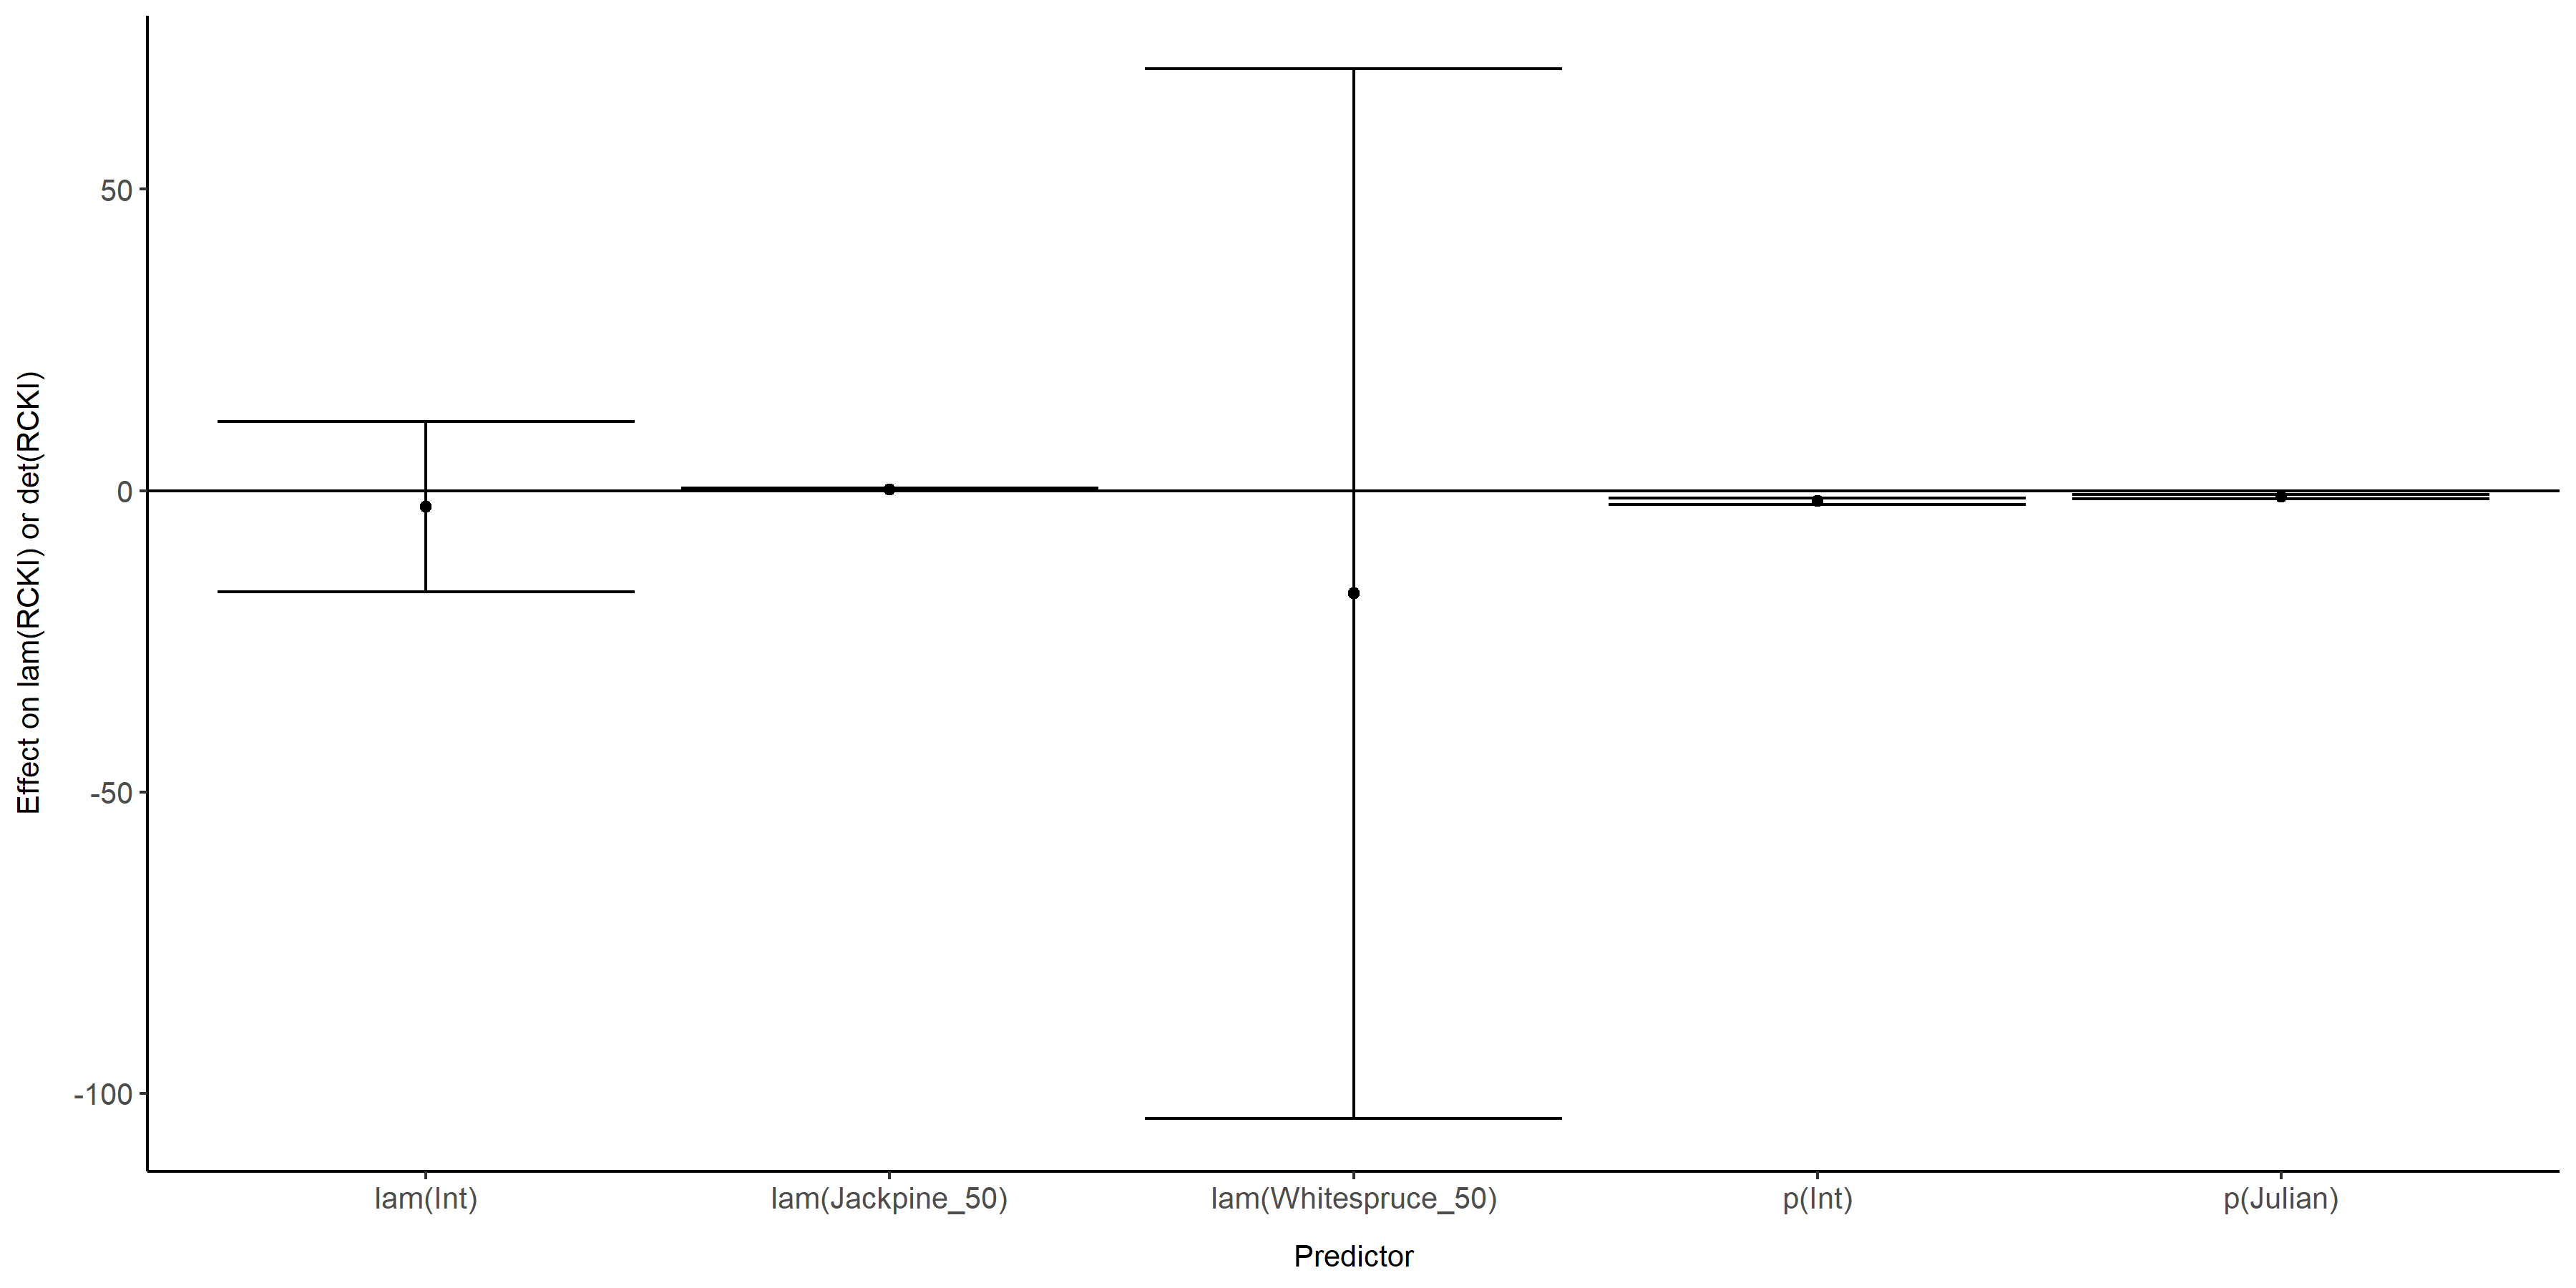 Effect on lam(RCKI) or det(RCKI)
50
0
-50
-100
lam(Int) lam(Jackpine_50) lam(Whitespruce_50) p(Int) p(Julian)
Predictor